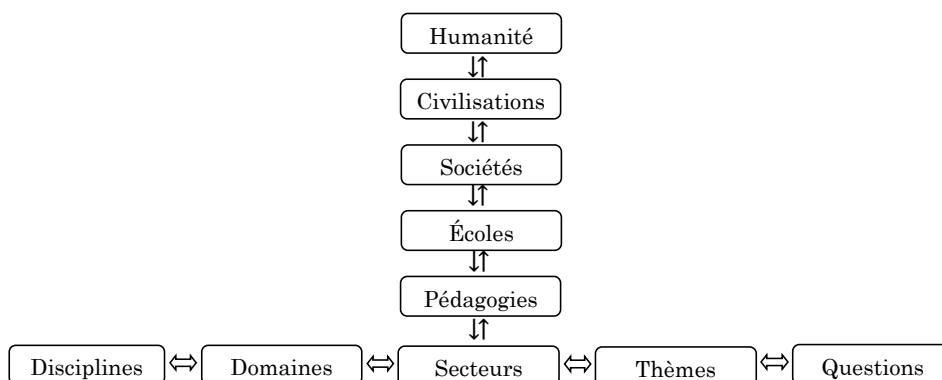 Humanité
Civilisations
Sociétés
Écoles
Pédagogies
Disciplines Domaines Secteurs Thèmes Questions